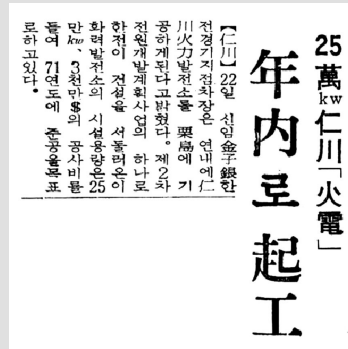 25萬kw仁川「火電」
年内로 起工
【仁川】22일 신임 金子銀한
전경기지점차장은 연내에仁
川火力발전소를 栗島에 기
공하게된다고밝혔다. 제2차
전원개발계획사업의 하나로
한전이 건설을 서둘러온이
화력발전소의 시설용량은25
만kw, 3천만$의 공사비를
들여 71연도에 준공을목표
로하고있다.